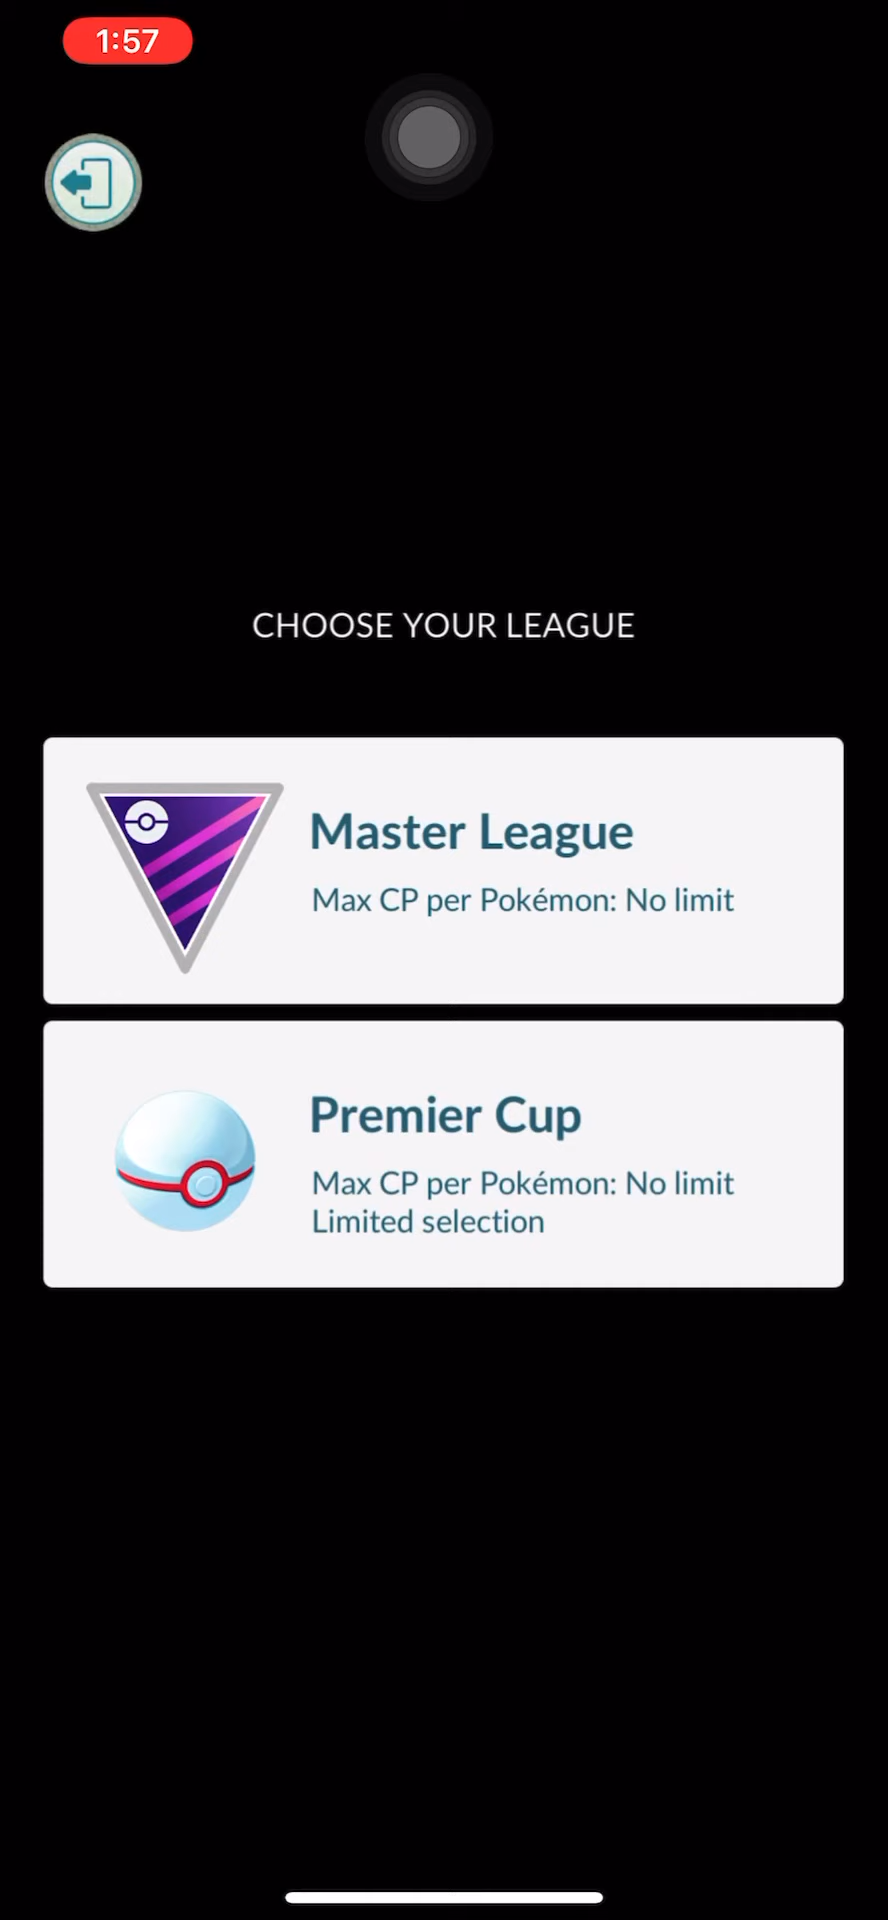 1:57
CHOOSE YOUR LEAGUE
Master League
Max CP per Pokémon: No limit
Premier Cup
Max CP per Pokémon: No limit
Limited selection